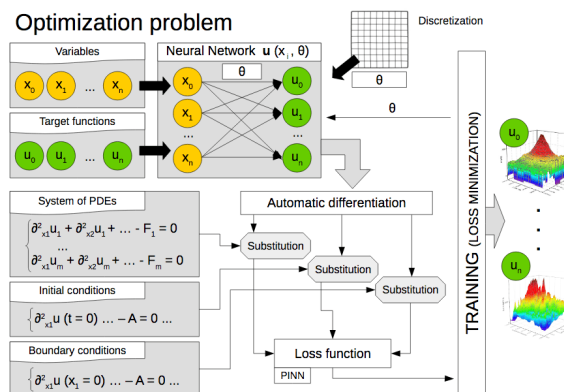 Optimization problem
Variables
x0 x1 ... xn
Target functions
u0 u1 ... un
Neural Network u (xi, θ)
θ
x0
x1
...
xn
u0
u1
...
un
Discretization
θ
θ
System of PDEs
∂²x1u1 + ∂²x2u1 + ... - F1 = 0
...
∂²x1um + ∂²x2um + ... - Fm = 0
Initial conditions
∂²x1u (t = 0) ... – A = 0 ...
Boundary conditions
∂²x1u (x1 = 0) ... – A = 0 ...
Automatic differentiation
Substitution
Substitution
Substitution
Loss function
PINN
TRAINING (LOSS MINIMIZATION)
u0
un